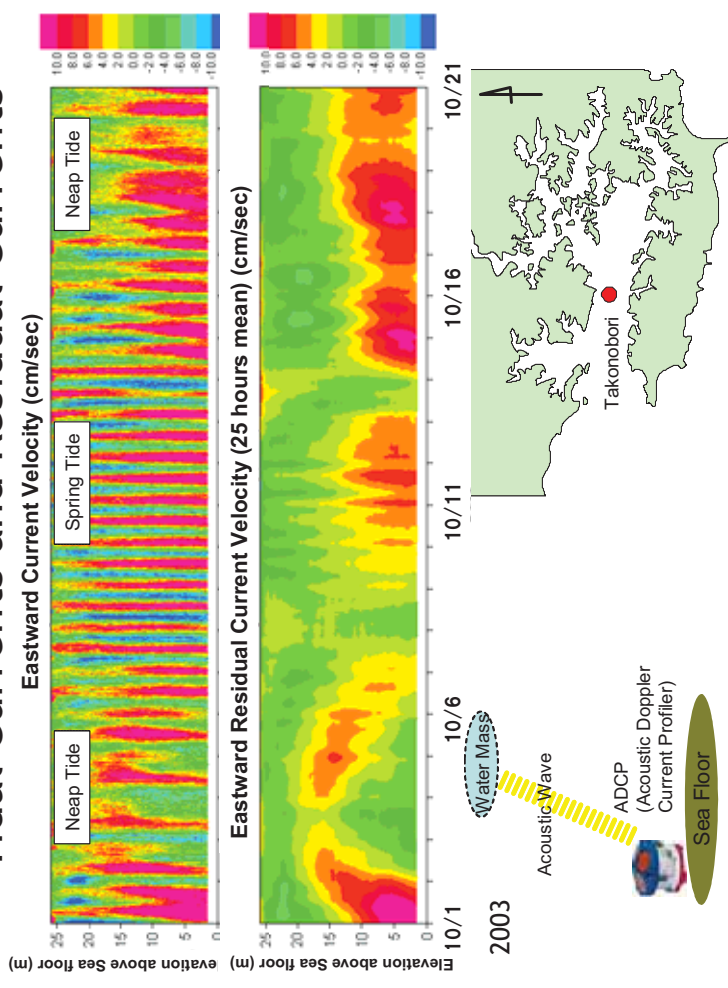 Eastward Current Velocity (cm/sec)
10.0
8.0
6.0
4.0
2.0
0.0
-2.0
-4.0
-6.0
-8.0
-10.0
Neap Tide
Spring Tide
Neap Tide
25
20
15
10
5
0
evation above Sea floor (m)
Eastward Residual Current Velocity (25 hours mean) (cm/sec)
10.0
8.0
6.0
4.0
2.0
0.0
-2.0
-4.0
-6.0
-8.0
-10.0
25
20
15
10
5
0
Elevation above Sea floor (m)
10/1
10/6
10/11
10/16
10/21
2003
Water Mass
Acoustic Wave
ADCP
(Acoustic Doppler
Current Profiler)
Sea Floor
Takonobori